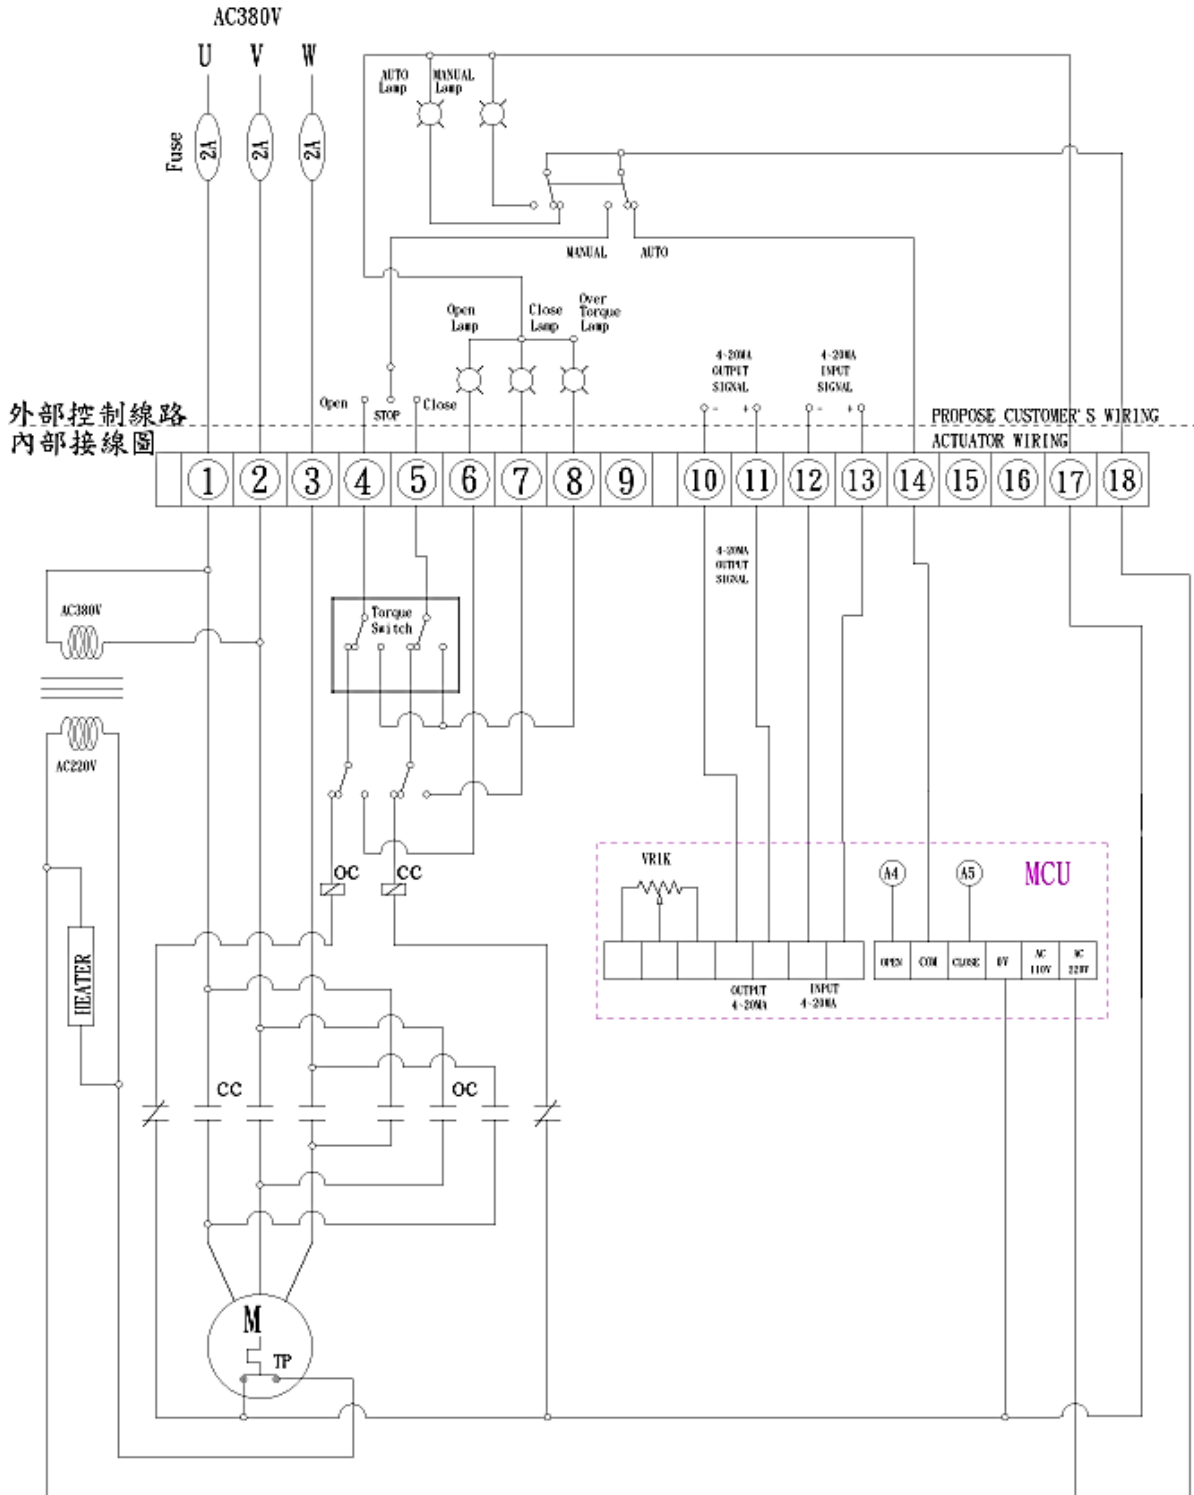 AC380V
U V W
Fuse
2A 2A 2A
AUTO
Lamp
MANUAL
Lamp
MANUAL AUTO
Open
Lamp
Close
Lamp
Over
Torque
Lamp
4~20MA
OUTPUT
SIGNAL
4~20MA
INPUT
SIGNAL
Open
STOP
Close
- +
- +
外部控制線路
PROPOSE CUSTOMER'S WIRING
內部接線圖
ACTUATOR WIRING
1 2 3 4 5 6 7 8 9 10 11 12 13 14 15 16 17 18
4~20MA
OUTPUT
SIGNAL
AC380V
Torque
Switch
AC220V
OC CC
HEATER
VR1K
A4 A5
MCU
OPEN COM CLOSE 0V AC 110V AC 220V
OUTPUT
4~20MA
INPUT
4~20MA
CC OC
M
TP